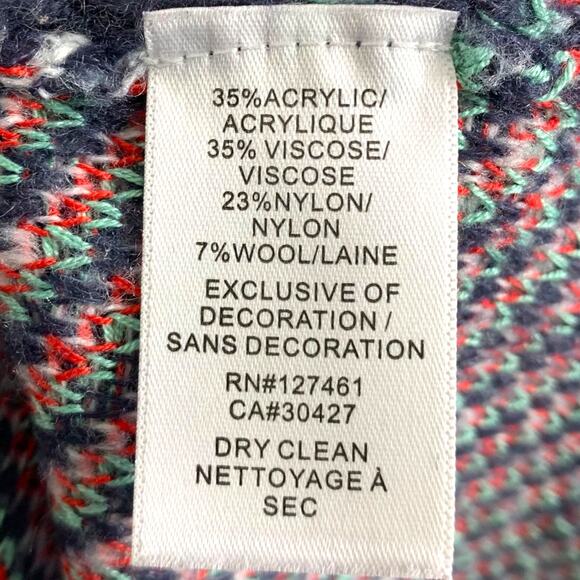 35%ACRYLIC/
ACRYLIQUE
35% VISCOSE/
VISCOSE
23%NYLON/
NYLON
7%WOOL/LAINE
EXCLUSIVE OF
DECORATION /
SANS DECORATION
RN#127461
CA#30427
DRY CLEAN
NETTOYAGE À
SEC